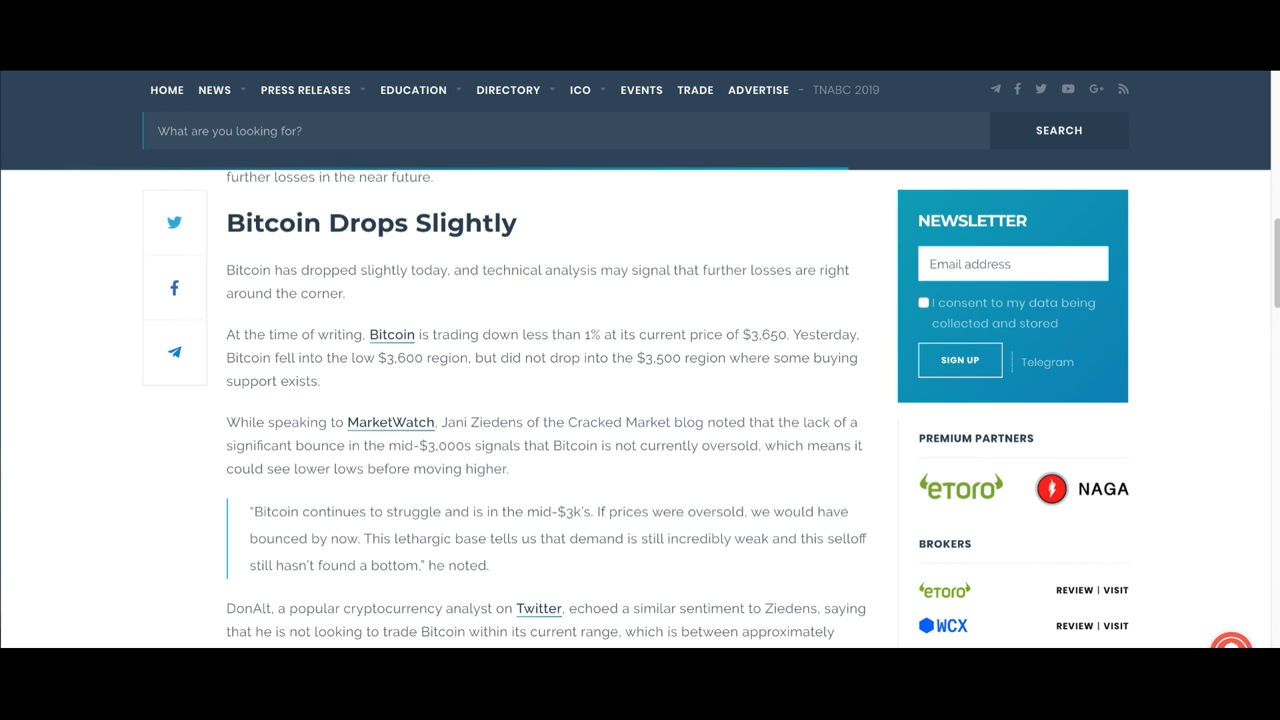 HOME NEWS PRESS RELEASES EDUCATION DIRECTORY ICO EVENTS TRADE ADVERTISE – TNABC 2019
What are you looking for?
SEARCH
further losses in the near future.
Bitcoin Drops Slightly
Bitcoin has dropped slightly today, and technical analysis may signal that further losses are right
around the corner.
At the time of writing, Bitcoin is trading down less than 1% at its current price of $3,650. Yesterday,
Bitcoin fell into the low $3,600 region, but did not drop into the $3,500 region where some buying
support exists.
While speaking to MarketWatch, Jani Ziedens of the Cracked Market blog noted that the lack of a
significant bounce in the mid-$3,000s signals that Bitcoin is not currently oversold, which means it
could see lower lows before moving higher.
“Bitcoin continues to struggle and is in the mid-$3k’s. If prices were oversold, we would have
bounced by now. This lethargic base tells us that demand is still incredibly weak and this selloff
still hasn’t found a bottom,” he noted.
DonAlt, a popular cryptocurrency analyst on Twitter, echoed a similar sentiment to Ziedens, saying
that he is not looking to trade Bitcoin within its current range, which is between approximately
NEWSLETTER
Email address
I consent to my data being
collected and stored
SIGN UP
Telegram
PREMIUM PARTNERS
eToro
NAGA
BROKERS
eToro
REVIEW | VISIT
WCX
REVIEW | VISIT